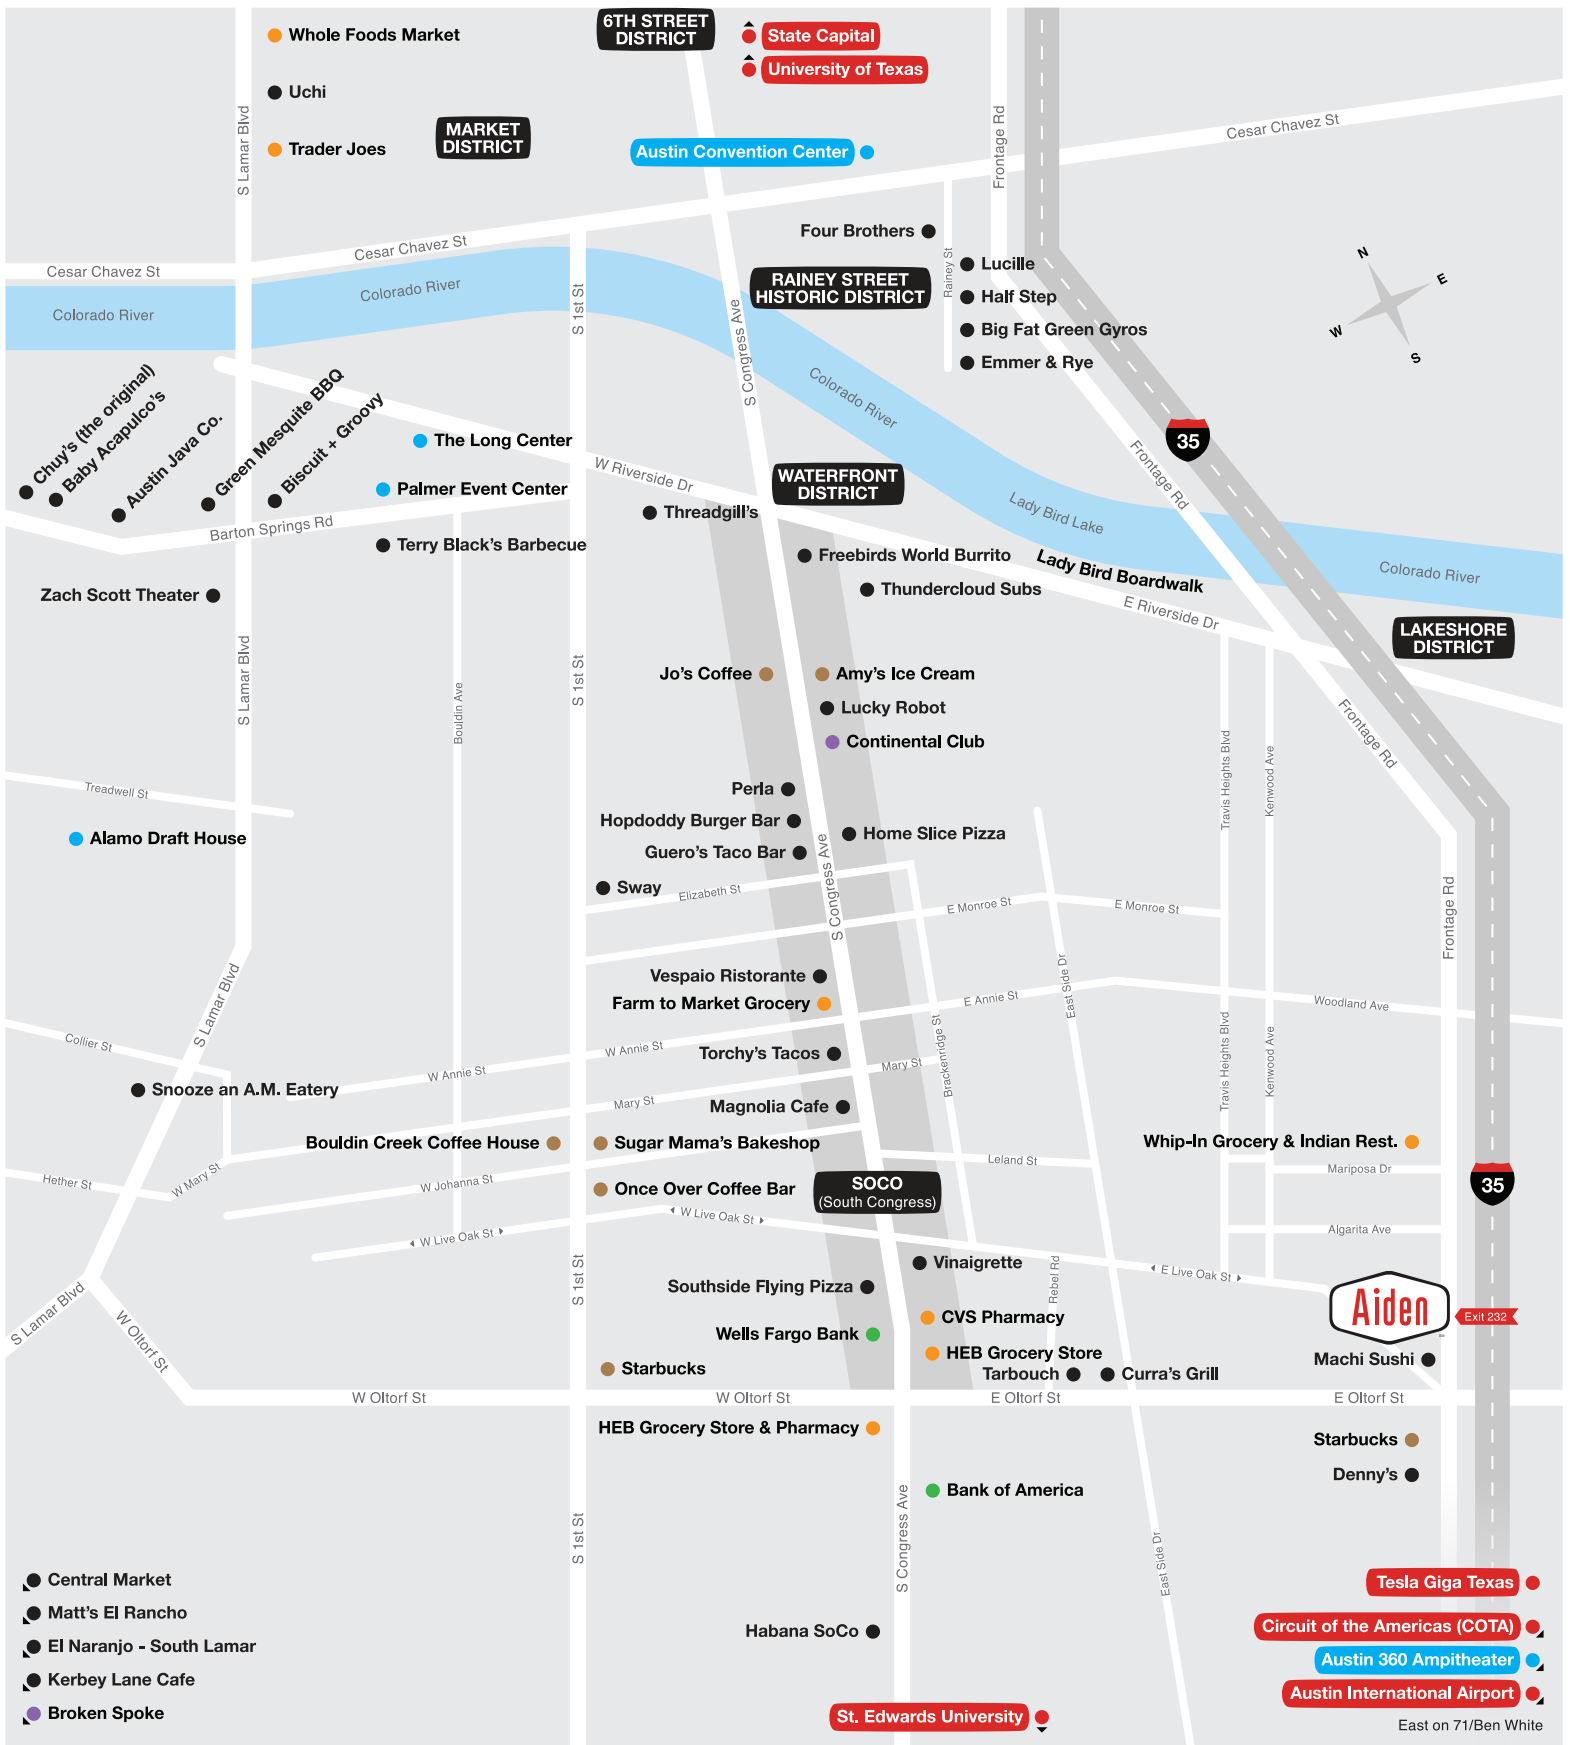 Whole Foods Market
Uchi
Trader Joes
S Lamar Blvd
MARKET
DISTRICT
6TH STREET
DISTRICT
State Capital
University of Texas
Austin Convention Center
Frontage Rd
Cesar Chavez St
Cesar Chavez St
Cesar Chavez St
Colorado River
Colorado River
S 1st St
S Congress Ave
Four Brothers
RAINEY STREET
HISTORIC DISTRICT
Rainey St
Lucille
Half Step
Big Fat Green Gyros
Emmer & Rye
N
E
W
S
Colorado River
35
Frontage Rd
Chuy's (the original)
Baby Acapulco's
Austin Java Co.
Green Mesquite BBQ
Biscuit + Groovy
The Long Center
Palmer Event Center
Barton Springs Rd
Terry Black's Barbecue
Zach Scott Theater
W Riverside Dr
WATERFRONT
DISTRICT
Threadgill's
Freebirds World Burrito
Thundercloud Subs
Lady Bird Lake
Lady Bird Boardwalk
E Riverside Dr
Colorado River
LAKESHORE
DISTRICT
S Lamar Blvd
Bouldin Ave
S 1st St
Jo's Coffee
Amy's Ice Cream
Lucky Robot
Continental Club
Frontage Rd
Travis Heights Blvd
Kenwood Ave
Treadwell St
Alamo Draft House
Perla
Hopdoddy Burger Bar
Guero's Taco Bar
Home Slice Pizza
S Congress Ave
Sway
Elizabeth St
E Monroe St
E Monroe St
Frontage Rd
S Lamar Blvd
Vespaio Ristorante
Farm to Market Grocery
E Annie St
East Side Dr
Woodland Ave
Collier St
W Annie St
W Annie St
Torchy's Tacos
Mary St
Brackenridge St
Travis Heights Blvd
Kenwood Ave
Snooze an A.M. Eatery
Mary St
Magnolia Cafe
Bouldin Creek Coffee House
Sugar Mama's Bakeshop
Whip-In Grocery & Indian Rest.
Leland St
Mariposa Dr
Hether St
W Mary St
W Johanna St
Once Over Coffee Bar
SOCO
(South Congress)
35
W Live Oak St
W Live Oak St
Algarita Ave
Vinaigrette
Rebel Rd
E Live Oak St
S 1st St
Southside Flying Pizza
S Lamar Blvd
W Oltorf St
Wells Fargo Bank
CVS Pharmacy
Aiden
Exit 232
Starbucks
HEB Grocery Store
Tarbouch
Curra's Grill
Machi Sushi
W Oltorf St
W Oltorf St
E Oltorf St
E Oltorf St
HEB Grocery Store & Pharmacy
Starbucks
Denny's
Bank of America
S 1st St
S Congress Ave
East Side Dr
Central Market
Matt's El Rancho
El Naranjo - South Lamar
Kerbey Lane Cafe
Broken Spoke
Habana SoCo
St. Edwards University
Tesla Giga Texas
Circuit of the Americas (COTA)
Austin 360 Ampitheater
Austin International Airport
East on 71/Ben White